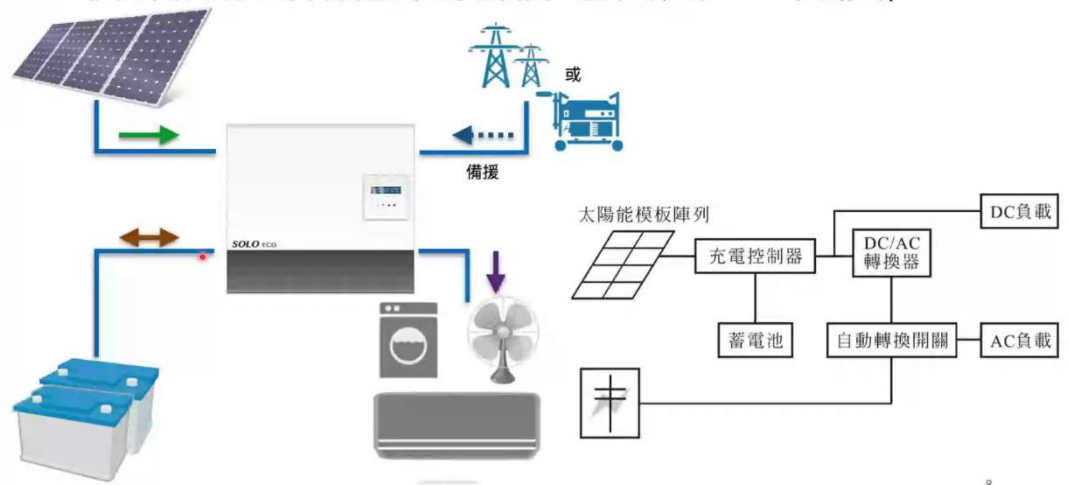 或
備援
SOLO ECO
太陽能模板陣列
DC負載
充電控制器
DC/AC
轉換器
蓄電池
自動轉換開關
AC負載